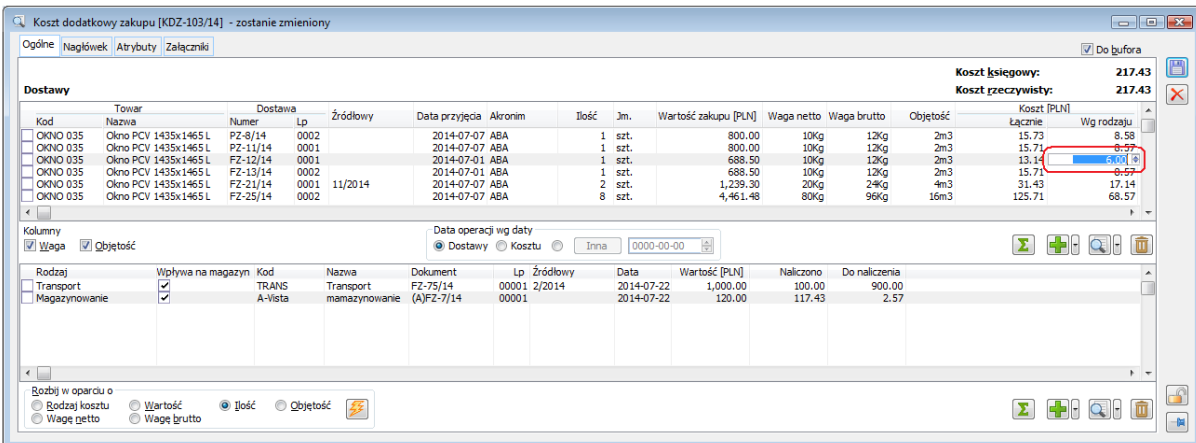 Koszt dodatkowy zakupu [KDZ-103/14] - zostanie zmieniony
Ogólne Nagłówek Atrybuty Załączniki Do bufora
Koszt księgowy: 217.43
Dostawy Koszt rzeczywisty: 217.43
Towar Dostawa Źródłowy Data przyjęcia Akronim Ilość Jm. Wartość zakupu [PLN] Waga netto Waga brutto Objętość Koszt [PLN]
Kod Nazwa Numer Lp Łącznie Wg rodzaju
OKNO 035 Okno PCV 1435x1465 L PZ-8/14 0002 2014-07-07 ABA 1 szt. 800.00 10Kg 12Kg 2m3 15.73 8.58
OKNO 035 Okno PCV 1435x1465 L PZ-11/14 0001 2014-07-07 ABA 1 szt. 800.00 10Kg 12Kg 2m3 15.71 8.57
OKNO 035 Okno PCV 1435x1465 L FZ-12/14 0001 2014-07-01 ABA 1 szt. 688.50 10Kg 12Kg 2m3 13.14 6.00
OKNO 035 Okno PCV 1435x1465 L FZ-13/14 0002 2014-07-01 ABA 1 szt. 688.50 10Kg 12Kg 2m3 15.71 8.57
OKNO 035 Okno PCV 1435x1465 L FZ-21/14 0001 11/2014 2014-07-07 ABA 2 szt. 1,239.30 20Kg 24Kg 4m3 31.43 17.14
OKNO 035 Okno PCV 1435x1465 L FZ-25/14 0002 2014-07-07 ABA 8 szt. 4,461.48 80Kg 96Kg 16m3 125.71 68.57
Kolumny Data operacji wg daty
Waga Objętość Dostawy Kosztu Inna 0000-00-00
Rodzaj Wpływa na magazyn Kod Nazwa Dokument Lp Źródłowy Data Wartość [PLN] Naliczono Do naliczenia
Transport TRANS Transport FZ-75/14 00001 2/2014 2014-07-22 1,000.00 100.00 900.00
Magazynowanie A-Vista mamazynowanie (A)FZ-7/14 00001 2014-07-22 120.00 117.43 2.57
Rozbij w oparciu o
Rodzaj kosztu Wartość Ilość Objętość
Wagę netto Wagę brutto